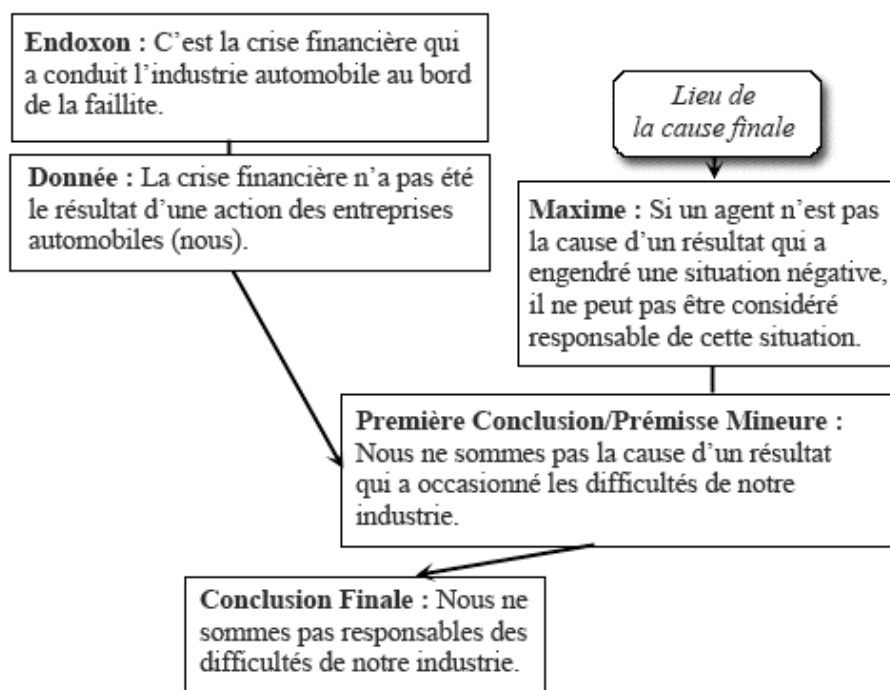 Endoxon : C’est la crise financière qui
a conduit l’industrie automobile au bord
de la faillite.
Lieu de
la cause finale
Donnée : La crise financière n’a pas été
le résultat d’une action des entreprises
automobiles (nous).
Maxime : Si un agent n’est pas
la cause d’un résultat qui a
engendré une situation négative,
il ne peut pas être considéré
responsable de cette situation.
Première Conclusion/Prémisse Mineure :
Nous ne sommes pas la cause d’un résultat
qui a occasionné les difficultés de notre
industrie.
Conclusion Finale : Nous ne
sommes pas responsables des
difficultés de notre industrie.